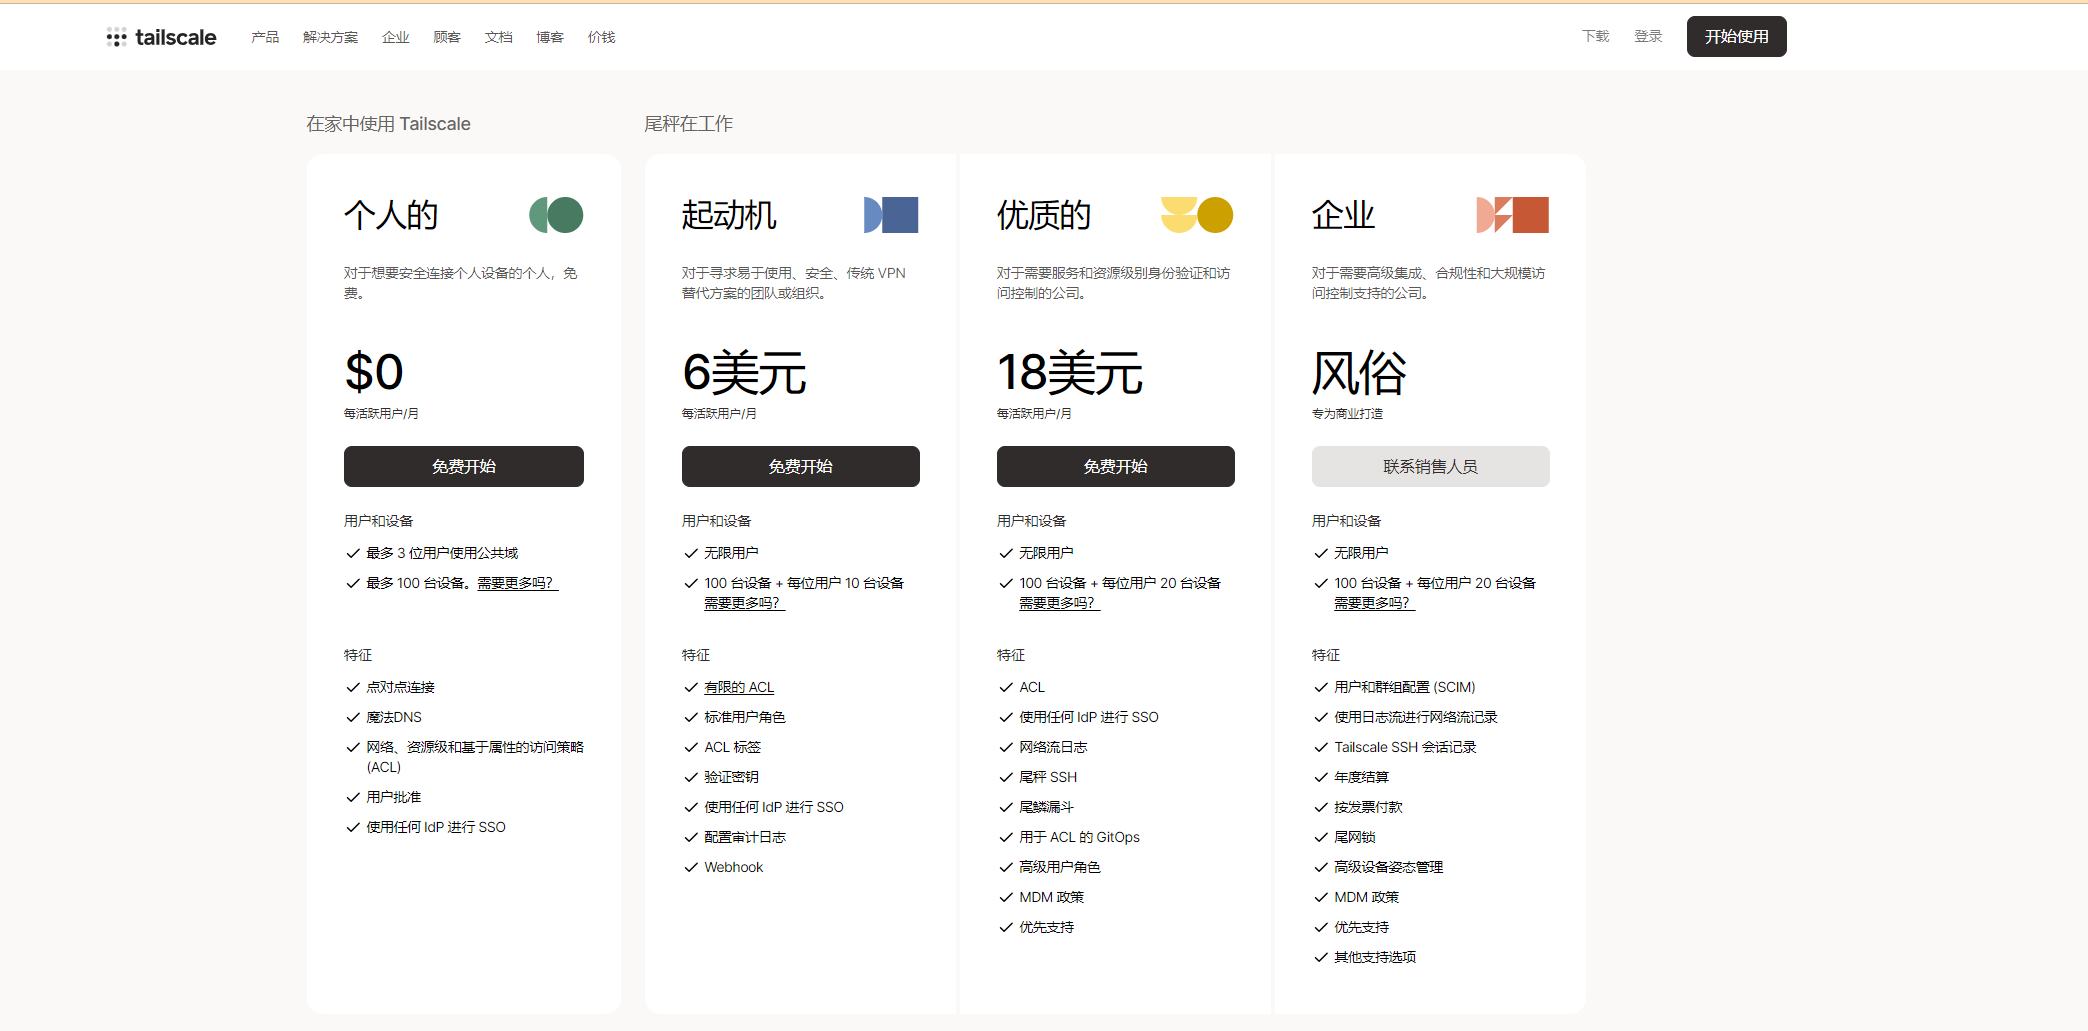 tailscale
产品
解决方案
企业
顾客
文档
博客
价钱
下载
登录
开始使用
在家中使用 Tailscale
个人的
对于想要安全连接个人设备的个人，免
费。
$0
每活跃用户/月
免费开始
用户和设备
最多 3 位用户使用公共域
最多 100 台设备。需要更多吗？
特征
点对点连接
魔法DNS
网络、资源级和基于属性的访问策略
(ACL)
用户批准
使用任何 IdP 进行 SSO
尾秤在工作
起动机
对于寻求易于使用、安全、传统 VPN
替代方案的团队或组织。
6美元
每活跃用户/月
免费开始
用户和设备
无限用户
100 台设备 + 每位用户 10 台设备
需要更多吗？
特征
有限的 ACL
标准用户角色
ACL 标签
验证密钥
使用任何 IdP 进行 SSO
配置审计日志
Webhook
优质的
对于需要服务和资源级别身份验证和访
问控制的公司。
18美元
每活跃用户/月
免费开始
用户和设备
无限用户
100 台设备 + 每位用户 20 台设备
需要更多吗？
特征
ACL
使用任何 IdP 进行 SSO
网络流日志
尾秤 SSH
尾鳞漏斗
用于 ACL 的 GitOps
高级用户角色
MDM 政策
优先支持
企业
对于需要高级集成、合规性和大规模访
问控制支持的公司。
风俗
专为商业打造
联系销售人员
用户和设备
无限用户
100 台设备 + 每位用户 20 台设备
需要更多吗？
特征
用户和群组配置 (SCIM)
使用日志流进行网络流记录
Tailscale SSH 会话记录
年度结算
按发票付款
尾网锁
高级设备姿态管理
MDM 政策
优先支持
其他支持选项